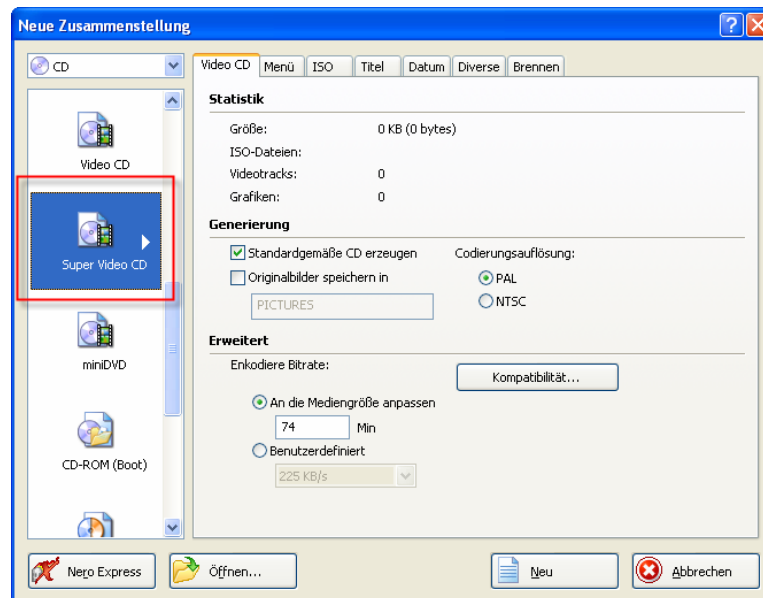 Neue Zusammenstellung
CD
Video CD
Super Video CD
miniDVD
CD-ROM (Boot)
Video CD Menü ISO Titel Datum Diverse Brennen
Statistik
Größe: 0 KB (0 bytes)
ISO-Dateien:
Videotracks: 0
Grafiken: 0
Generierung
Standardgemäße CD erzeugen Codierungsauflösung:
Originalbilder speichern in PAL
PICTURES NTSC
Erweitert
Enkodiere Bitrate: Kompatibilität...
An die Mediengröße anpassen
74 Min
Benutzerdefiniert
225 KB/s
Nero Express Öffnen... Neu Abbrechen